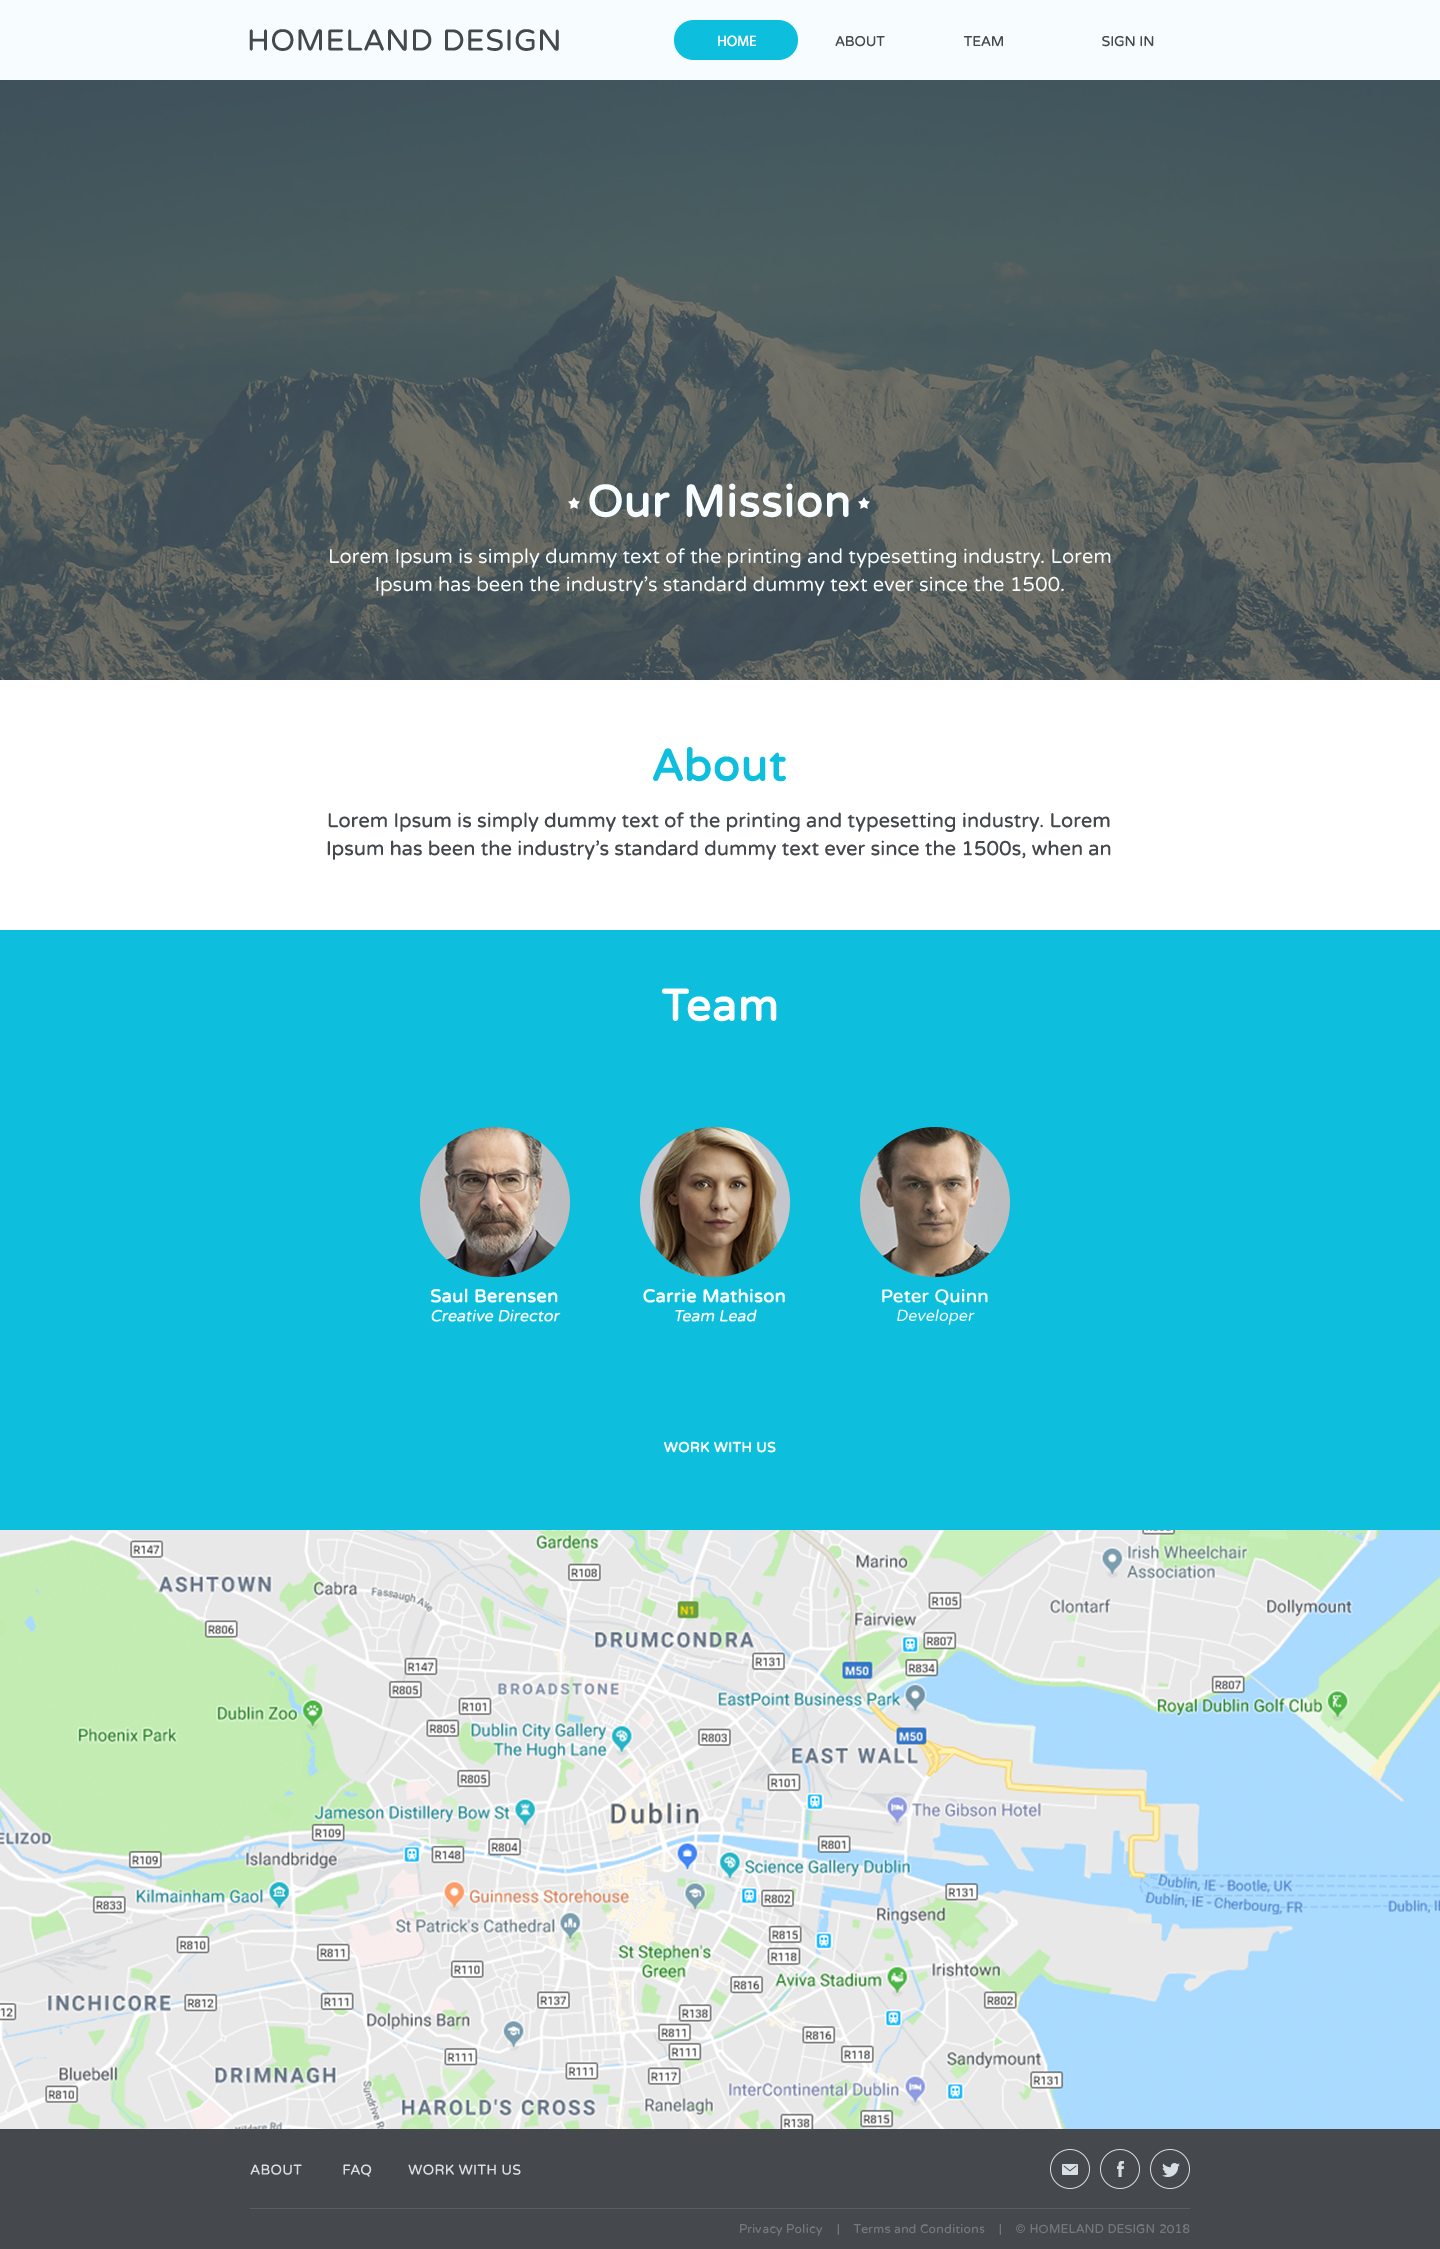 HOMELAND DESIGN
HOME
ABOUT
TEAM
SIGN IN
Our Mission
Lorem Ipsum is simply dummy text of the printing and typesetting industry. Lorem
Ipsum has been the industry’s standard dummy text ever since the 1500.
About
Lorem Ipsum is simply dummy text of the printing and typesetting industry. Lorem
Ipsum has been the industry’s standard dummy text ever since the 1500s, when an
Team
Saul Berensen
Creative Director
Carrie Mathison
Team Lead
Peter Quinn
Developer
WORK WITH US
R147
Gardens
R108
Marino
Irish Wheelchair
Association
ASHTOWN
Cabra
Fassaugh Ave
N1
R105
Clontarf
Dollymount
R806
Fairview
DRUMCONDRA
R807
R131
R147
M50
R834
R805
BROADSTONE
R807
R101
EastPoint Business Park
Royal Dublin Golf Club
Dublin Zoo
R805
Dublin City Gallery
The Hugh Lane
Phoenix Park
R803
M50
EAST WALL
R805
R101
Jameson Distillery Bow St
Dublin
The Gibson Hotel
R109
ELIZOD
R804
R801
R148
R109
Islandbridge
Science Gallery Dublin
Dublin, IE - Bootle, UK
Kilmainham Gaol
Guinness Storehouse
R802
R131
Dublin, IE - Cherbourg, FR
R833
Dublin, I
Ringsend
St Patrick's Cathedral
R815
R810
R811
St Stephen's
Green
R118
R110
Irishtown
R816
Aviva Stadium
INCHICORE
R812
R111
R137
R802
12
R138
Dolphins Barn
R811
R816
R111
R111
R118
Sandymount
Bluebell
DRIMNAGH
R111
R117
R131
InterContinental Dublin
R810
Sundrive R
HAROLD'S CROSS
Ranelagh
R138
R815
ABOUT
FAQ
WORK WITH US
Privacy Policy | Terms and Conditions | © HOMELAND DESIGN 2018